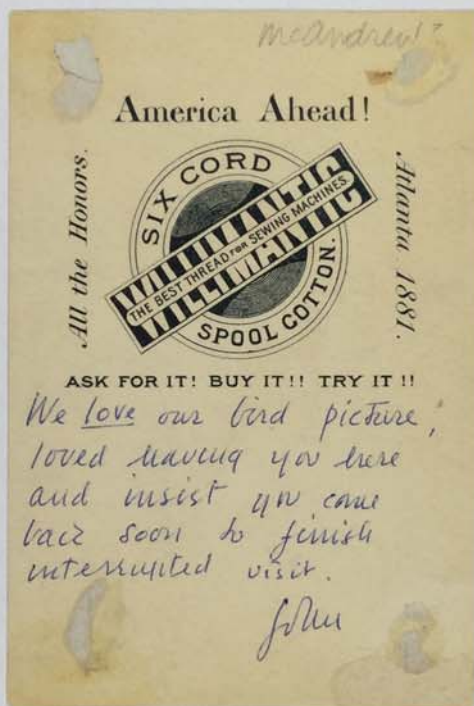 McAndrew?
America Ahead!
All the Honors.
Atlanta, 1881.
SIX CORD
WILLIMANTIC
THE BEST THREAD FOR SEWING MACHINES
WILLIMANTIC
SPOOL COTTON.
ASK FOR IT! BUY IT!! TRY IT!!
We love our bird picture,
loved having you here
and insist you come
back soon to finish
interrupted visit.
John